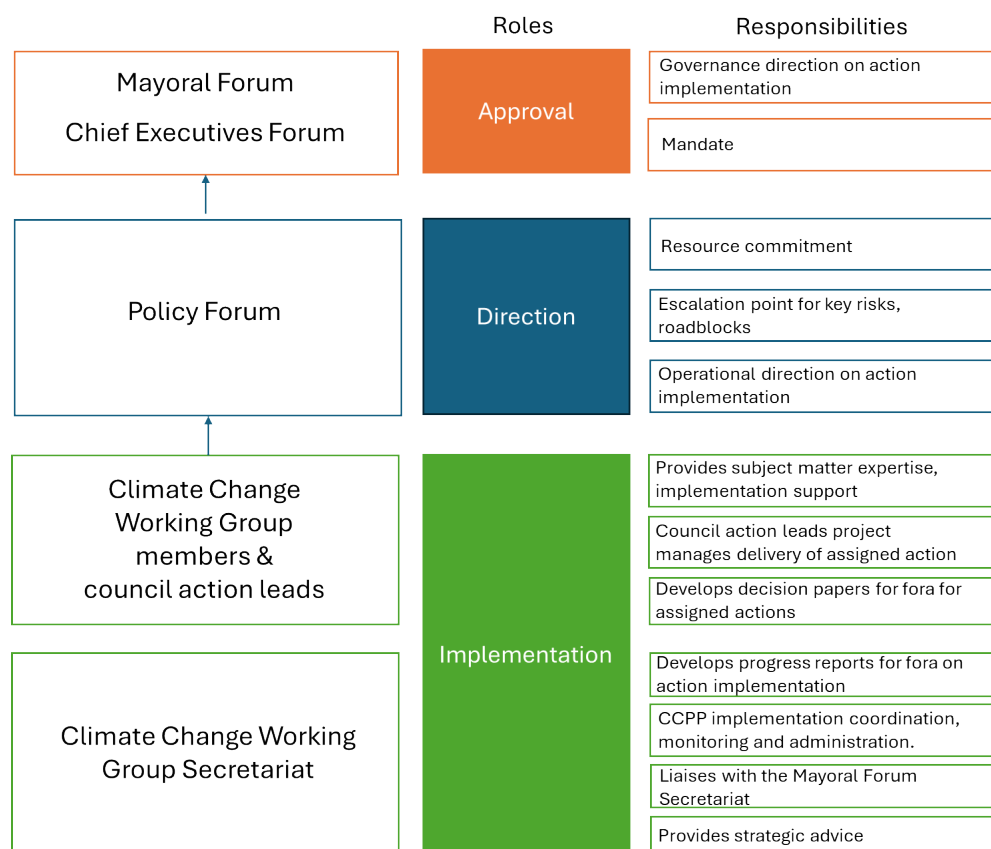 Roles
Responsibilities
Mayoral Forum
Chief Executives Forum
Approval
Governance direction on action
implementation
Mandate
Policy Forum
Direction
Resource commitment
Escalation point for key risks,
roadblocks
Operational direction on action
implementation
Climate Change
Working Group
members &
council action leads
Climate Change Working
Group Secretariat
Implementation
Provides subject matter expertise,
implementation support
Council action leads project
manages delivery of assigned action
Develops decision papers for fora for
assigned actions
Develops progress reports for fora on
action implementation
CCPP implementation coordination,
monitoring and administration.
Liaises with the Mayoral Forum
Secretariat
Provides strategic advice